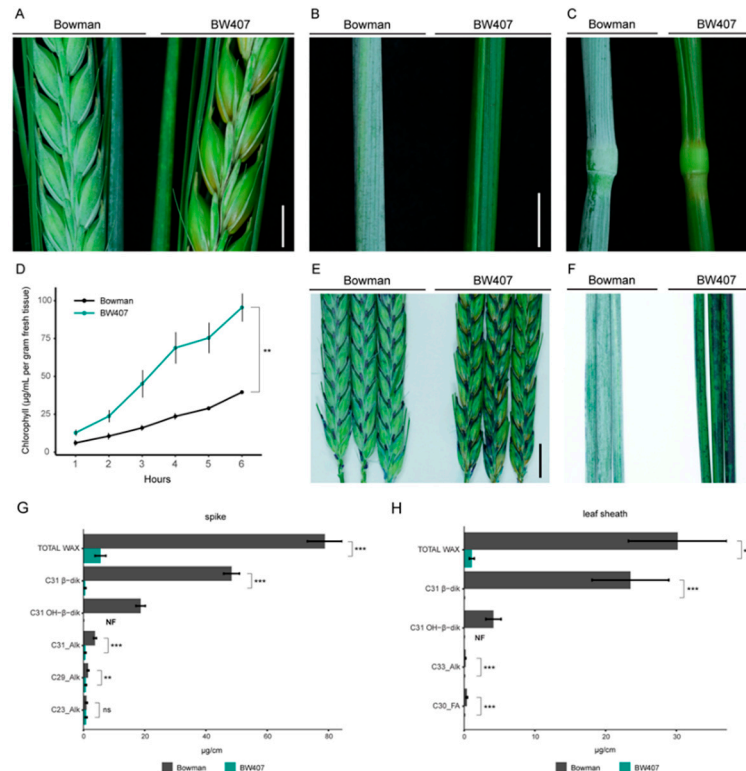 A
Bowman BW407
B
Bowman BW407
C
Bowman BW407
D
Chlorophyll (µg/mL per gram fresh tissue)
100
75
50
25
0
Bowman
BW407
**
1 2 3 4 5 6
Hours
E
Bowman BW407
F
Bowman BW407
G
spike
TOTAL WAX
***
C31 β-dik
***
C31 OH-β-dik
NF
C31_Alk
***
C29_Alk
**
C23_Alk
ns
0 20 40 60 80
µg/cm
Bowman BW407
H
leaf sheath
TOTAL WAX
C31 β-dik
***
C31 OH-β-dik
NF
C33_Alk
***
C30_FA
***
0 10 20 30
µg/cm
Bowman BW407